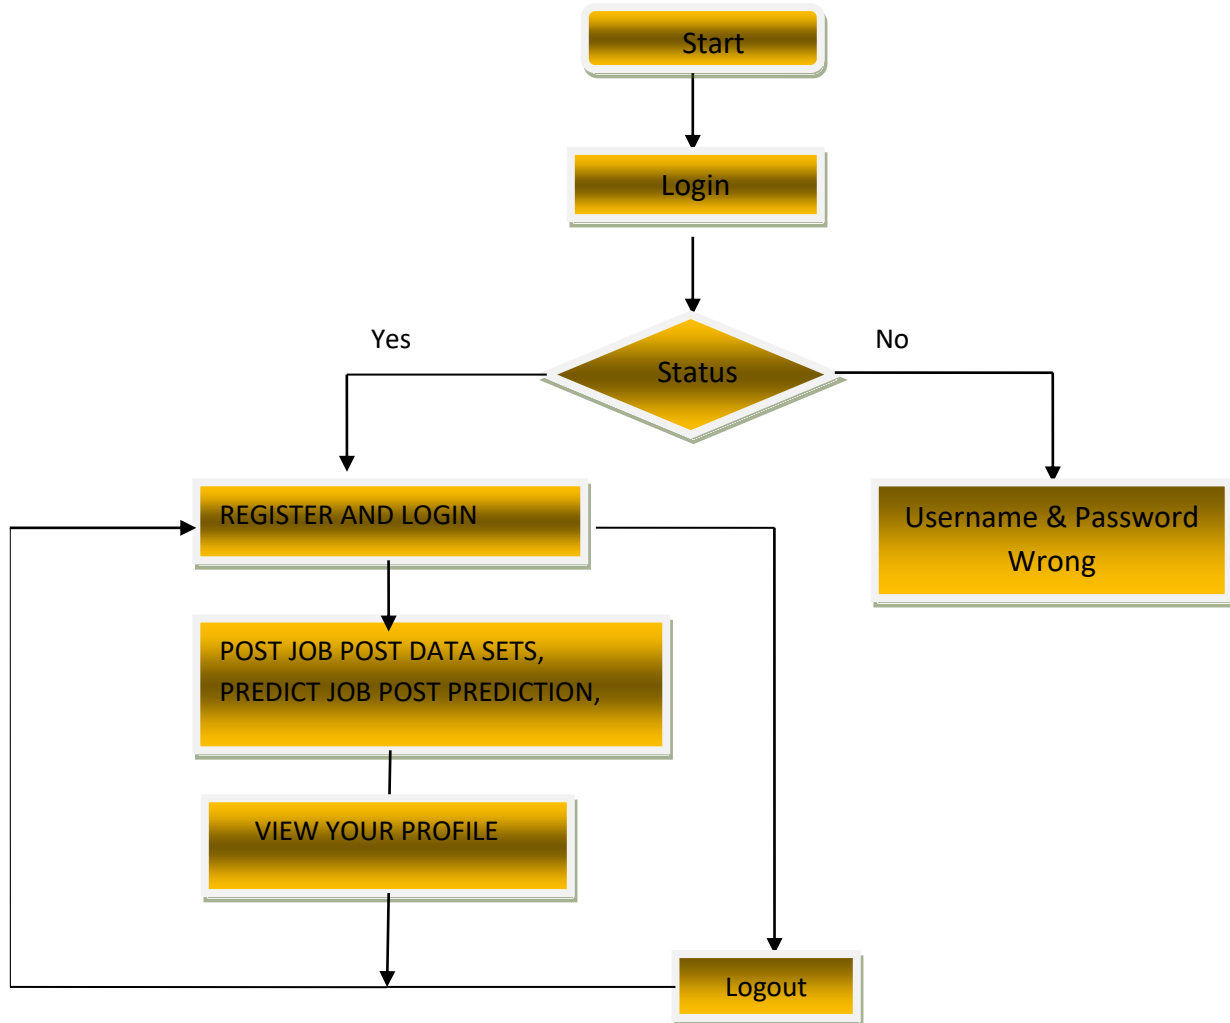 Start
Login
Yes
No
Status
REGISTER AND LOGIN
Username & Password
Wrong
POST JOB POST DATA SETS,
PREDICT JOB POST PREDICTION,
VIEW YOUR PROFILE
Logout